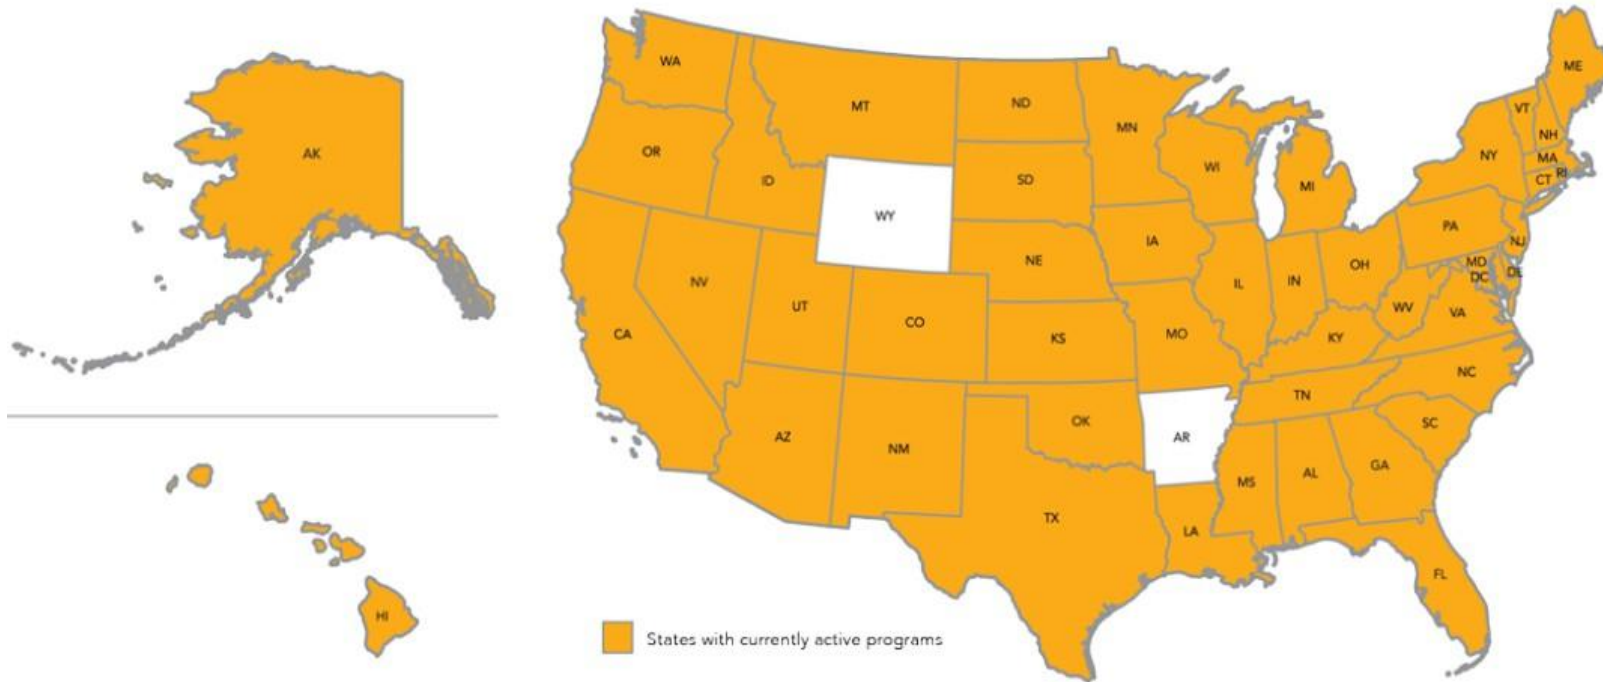 WA
MT
ND
MN
ME
VT
NH
NY
MA
CT
RI
OR
ID
SD
WI
MI
AK
WY
IA
PA
NJ
NE
OH
MD
DC
DE
NV
UT
CO
IL
IN
WV
VA
CA
KS
MO
KY
NC
TN
AZ
NM
OK
AR
SC
MS
AL
GA
TX
LA
FL
HI
States with currently active programs